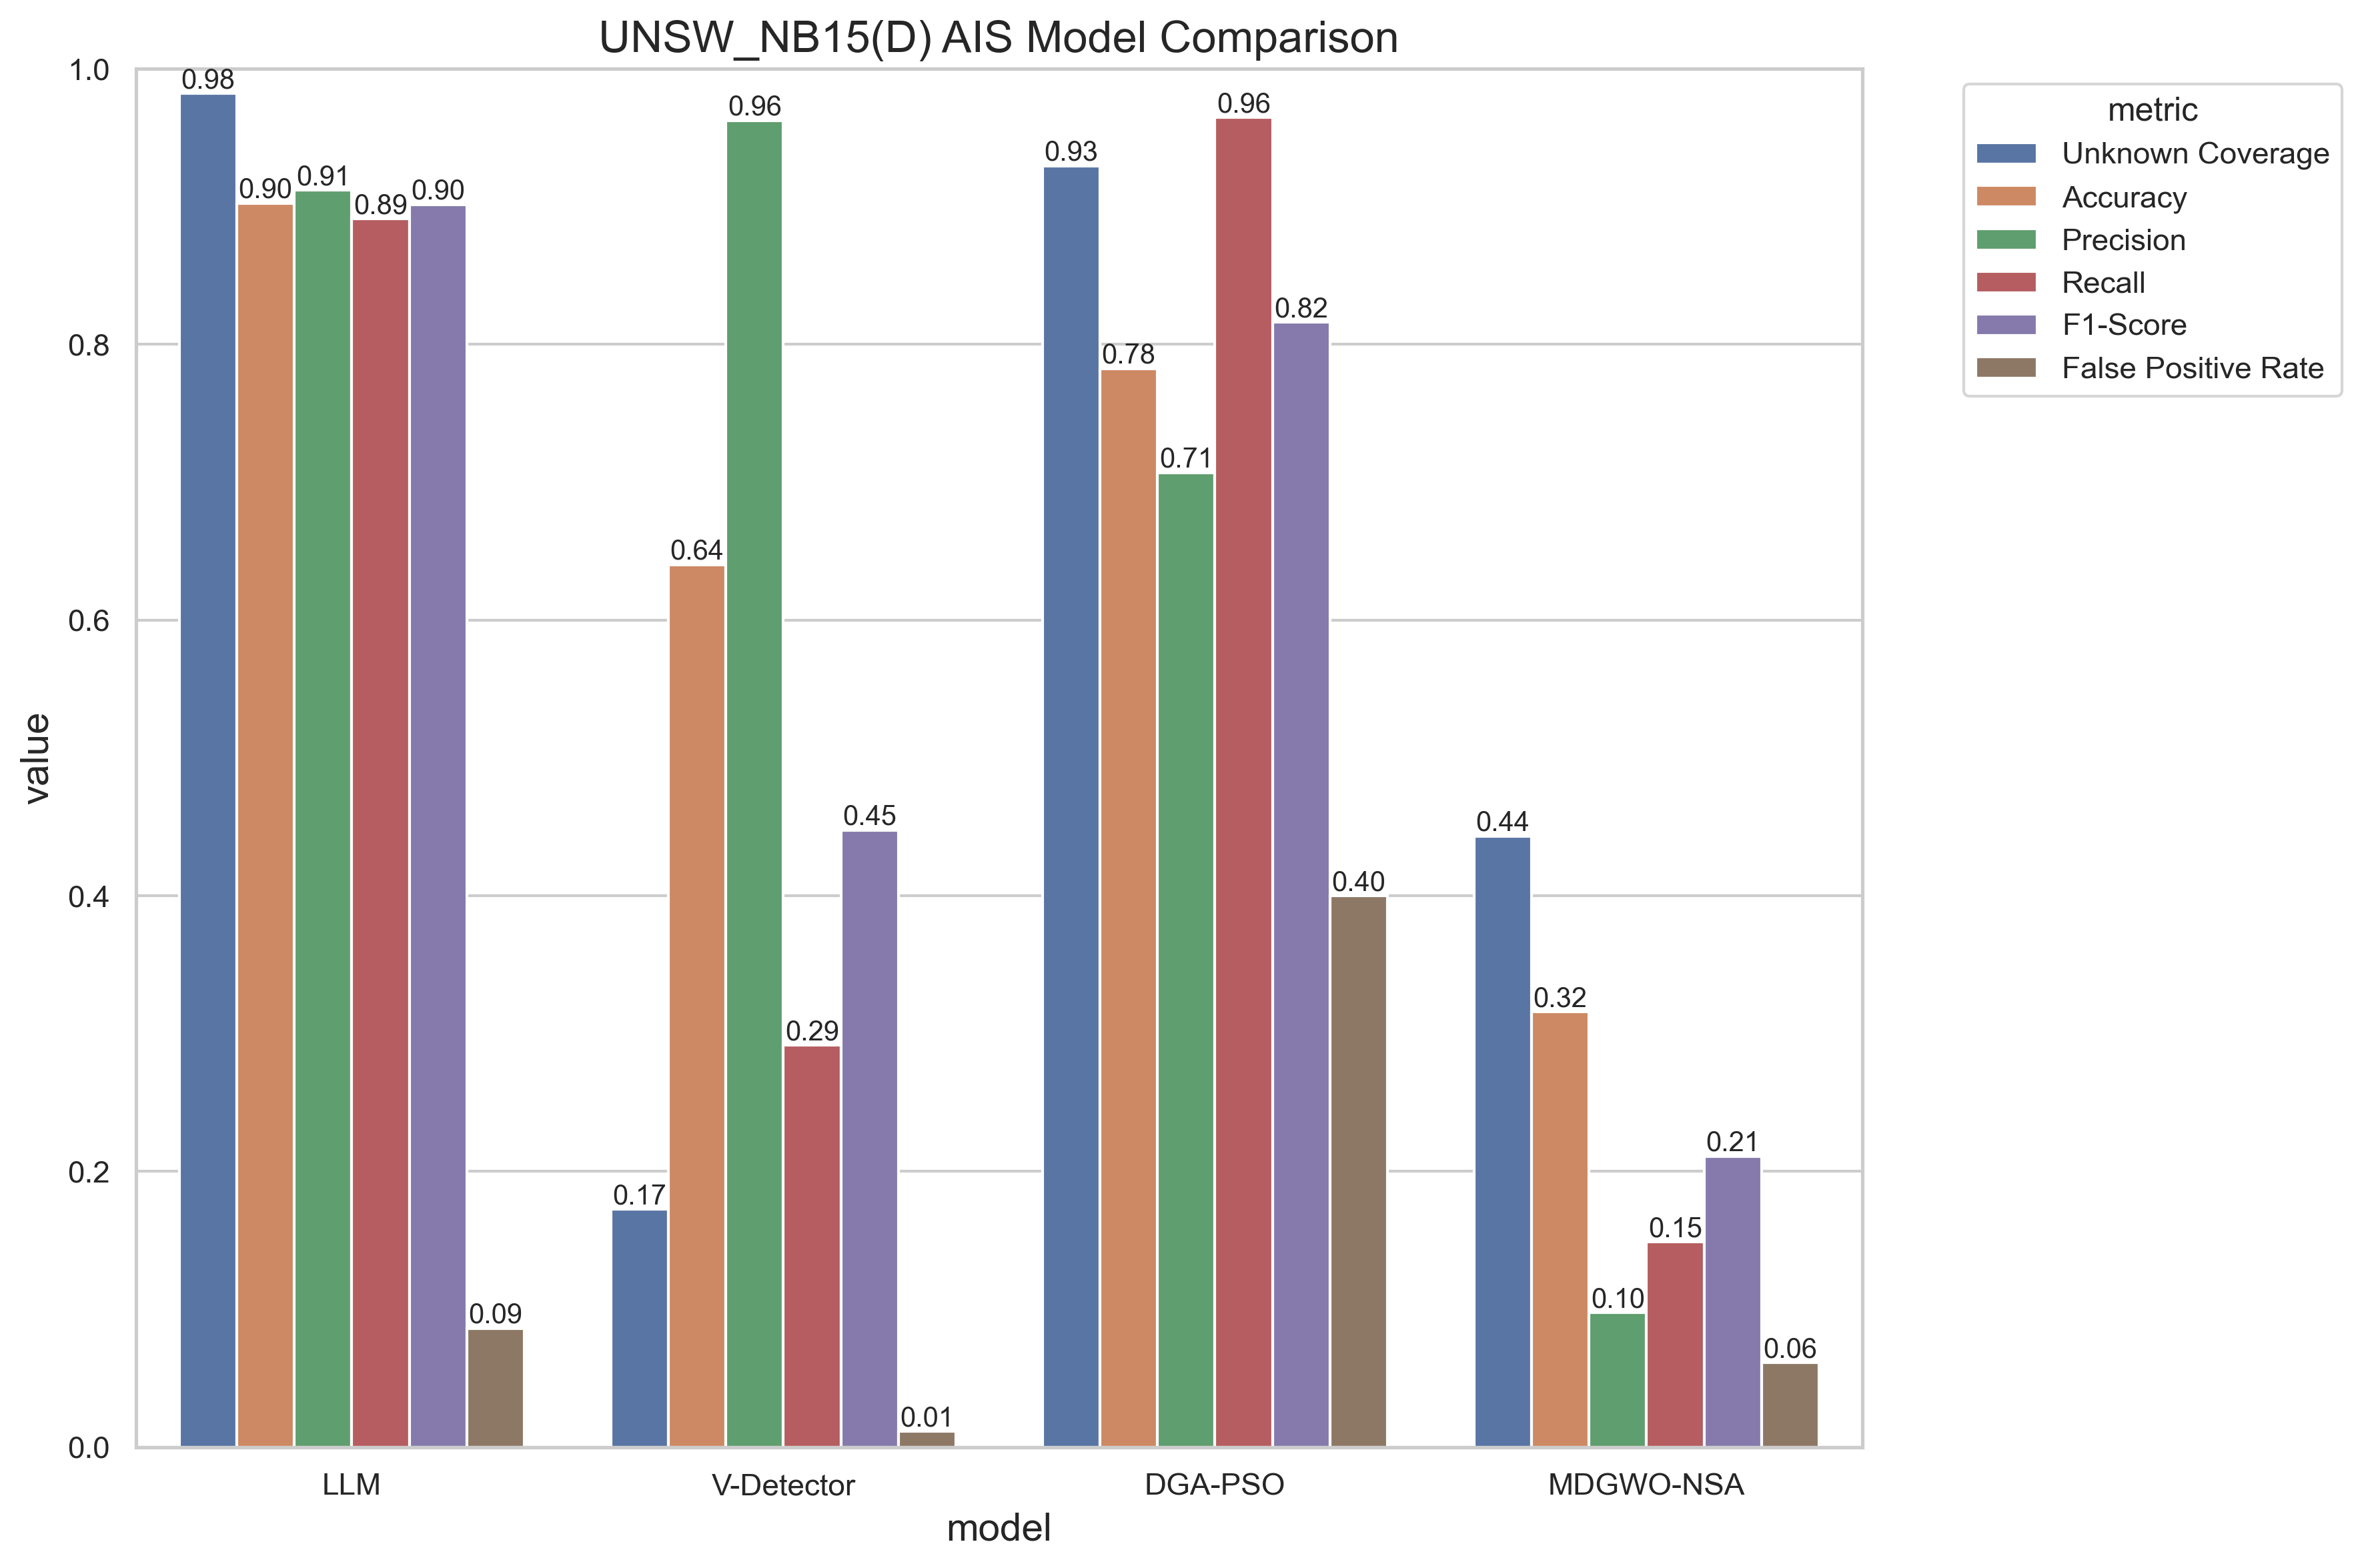 UNSW_NB15(D) AIS Model Comparison
value
1.0
0.8
0.6
0.4
0.2
0.0
0.98
0.90
0.91
0.89
0.90
0.09
0.17
0.64
0.96
0.29
0.45
0.01
0.93
0.78
0.71
0.96
0.82
0.40
0.44
0.32
0.10
0.15
0.21
0.06
LLM
V-Detector
DGA-PSO
MDGWO-NSA
model
metric
Unknown Coverage
Accuracy
Precision
Recall
F1-Score
False Positive Rate